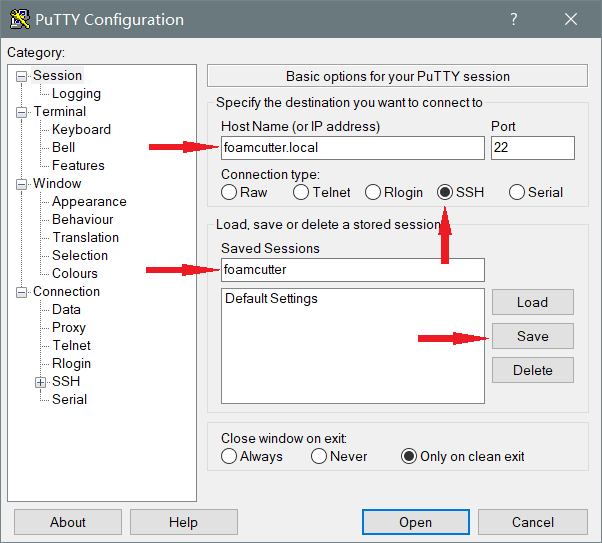 PuTTY Configuration
?
Category:
Session
Logging
Terminal
Keyboard
Bell
Features
Window
Appearance
Behaviour
Translation
Selection
Colours
Connection
Data
Proxy
Telnet
Rlogin
SSH
Serial
Basic options for your PuTTY session
Specify the destination you want to connect to
Host Name (or IP address) Port
foamcutter.local 22
Connection type:
Raw Telnet Rlogin SSH Serial
Load, save or delete a stored session
Saved Sessions
foamcutter
Default Settings
Load
Save
Delete
Close window on exit:
Always Never Only on clean exit
About Help Open Cancel